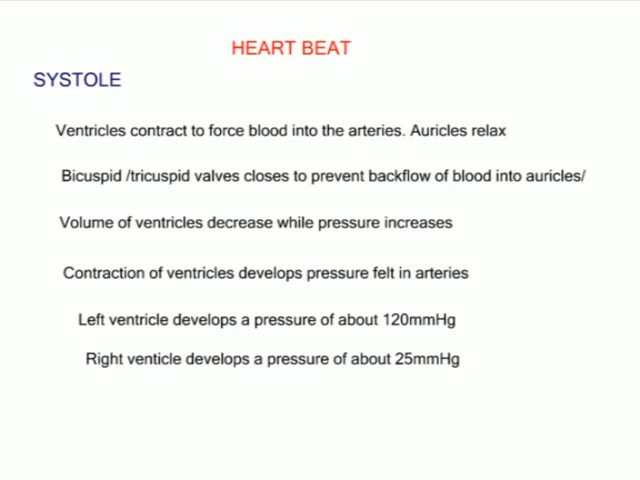 HEART BEAT
SYSTOLE
Ventricles contract to force blood into the arteries. Auricles relax
Bicuspid /tricuspid valves closes to prevent backflow of blood into auricles/
Volume of ventricles decrease while pressure increases
Contraction of ventricles develops pressure felt in arteries
Left ventricle develops a pressure of about 120mmHg
Right venticle develops a pressure of about 25mmHg